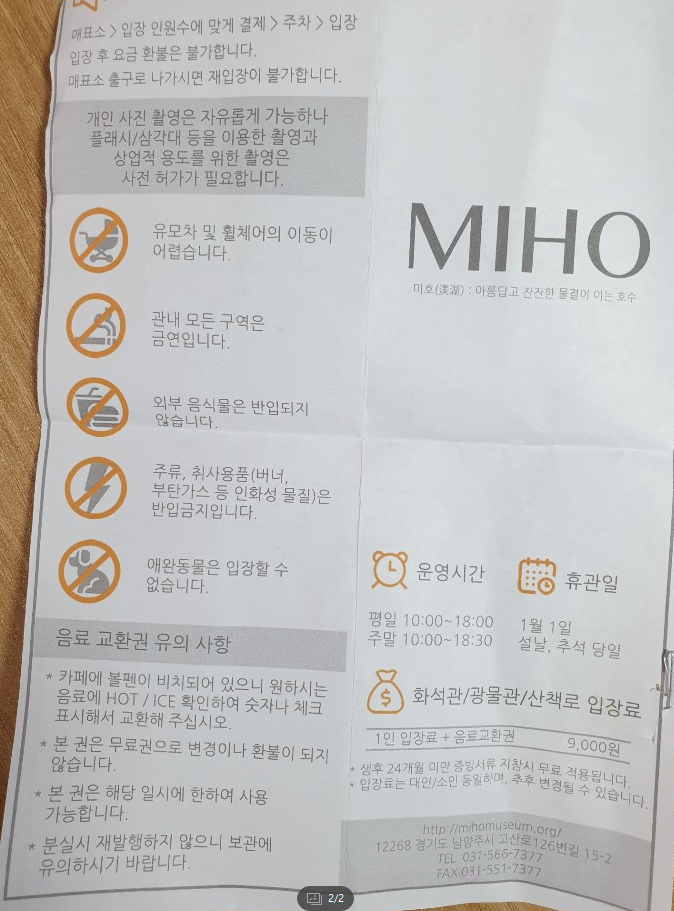 매표소 > 입장 인원수에 맞게 결제 > 주차 > 입장
입장 후 요금 환불은 불가합니다.
매표소 출구로 나가시면 재입장이 불가합니다.
개인 사진 촬영은 자유롭게 가능하나
플래시/삼각대 등을 이용한 촬영과
상업적 용도를 위한 촬영은
사전 허가가 필요합니다.
유모차 및 휠체어의 이동이
어렵습니다.
관내 모든 구역은
금연입니다.
외부 음식물은 반입되지
않습니다.
주류, 취사용품(버너,
부탄가스 등 인화성 물질)은
반입금지입니다.
애완동물은 입장할 수
없습니다.
음료 교환권 유의 사항
* 카페에 볼펜이 비치되어 있으니 원하시는
음료에 HOT / ICE 확인하여 숫자나 체크
표시해서 교환해 주십시오.
* 본 권은 무료권으로 변경이나 환불이 되지
않습니다.
* 본 권은 해당 일시에 한하여 사용
가능합니다.
* 분실시 재발행하지 않으니 보관에
유의하시기 바랍니다.
MIHO
미호(渼湖) : 아름답고 잔잔한 물결이 이는 호수
운영시간
평일 10:00~18:00
주말 10:00~18:30
휴관일
1월 1일
설날, 추석 당일
화석관/광물관/산책로 입장료
1인 입장료 + 음료교환권 9,000원
* 생후 24개월 미만 증빙서류 지참시 무료 적용됩니다.
* 입장료는 대인/소인 동일하며, 추후 변경될 수 있습니다.
http://mihomuseum.org/
12268 경기도 남양주시 고산로126번길 15-2
TEL 031-566-7377
FAX 031-551-7377
2/2